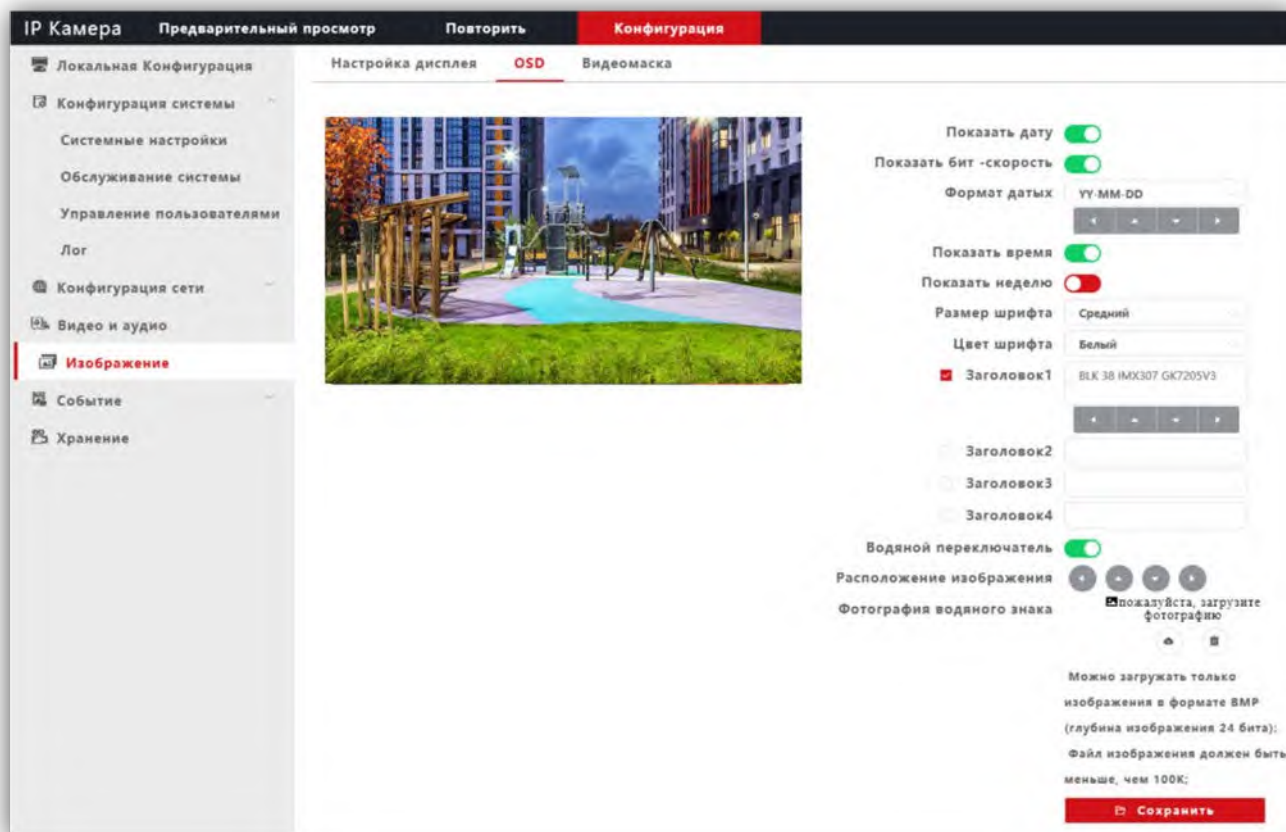 IP Камера
Предварительный просмотр
Повторить
Конфигурация
Локальная Конфигурация
Конфигурация системы
Системные настройки
Обслуживание системы
Управление пользователями
Лог
Конфигурация сети
Видео и аудио
Изображение
Событие
Хранение
Настройка дисплея
OSD
Видеомаска
Показать дату
Показать бит -скорость
Формат датых YY-MM-DD
Показать время
Показать неделю
Размер шрифта Средний
Цвет шрифта Белый
Заголовок1 BLK 38 IMX307 GK7205V3
Заголовок2
Заголовок3
Заголовок4
Водяной переключатель
Расположение изображения
Фотография водяного знака
пожалуйста, загрузите
фотографию
Можно загружать только
изображения в формате BMP
(глубина изображения 24 бита);
Файл изображения должен быть
меньше, чем 100K;
Сохранить